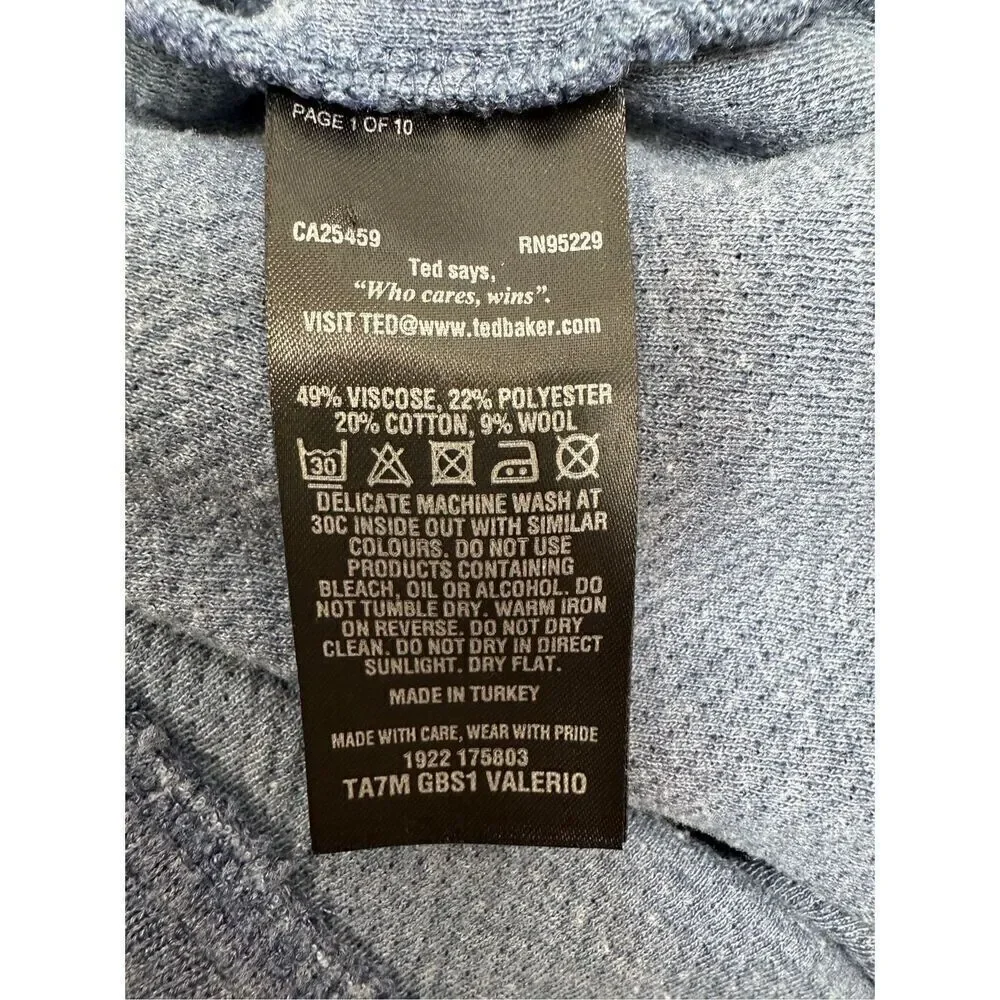 PAGE 1 OF 10
CA25459 RN95229
Ted says,
“Who cares, wins”.
VISIT TED@www.tedbaker.com
49% VISCOSE, 22% POLYESTER
20% COTTON, 9% WOOL
30
DELICATE MACHINE WASH AT
30C INSIDE OUT WITH SIMILAR
COLOURS. DO NOT USE
PRODUCTS CONTAINING
BLEACH, OIL OR ALCOHOL. DO
NOT TUMBLE DRY. WARM IRON
ON REVERSE. DO NOT DRY
CLEAN. DO NOT DRY IN DIRECT
SUNLIGHT. DRY FLAT.
MADE IN TURKEY
MADE WITH CARE, WEAR WITH PRIDE
1922 175803
TA7M GBS1 VALERIO